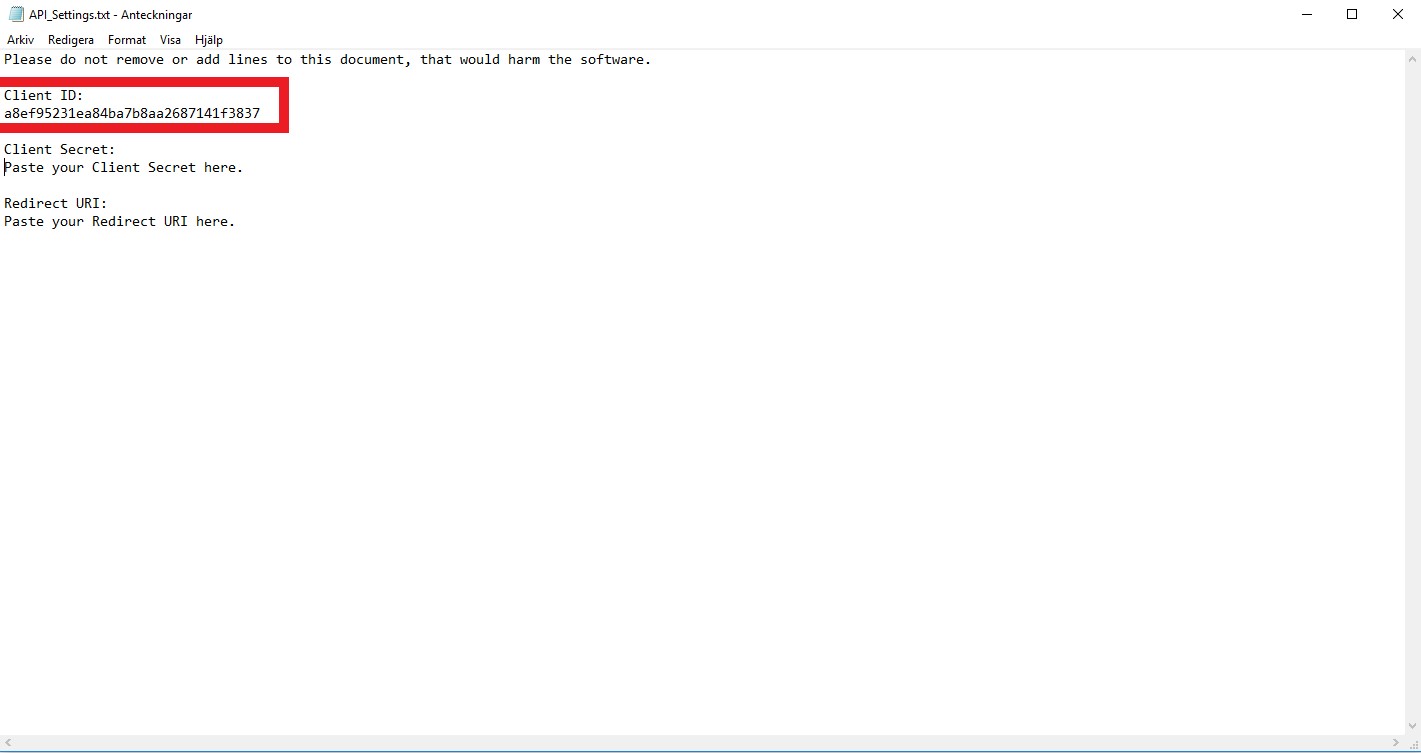 API_Settings.txt - Anteckningar
Arkiv Redigera Format Visa Hjälp
Please do not remove or add lines to this document, that would harm the software.
Client ID:
a8ef95231ea84ba7b8aa2687141f3837
Client Secret:
Paste your Client Secret here.
Redirect URI:
Paste your Redirect URI here.